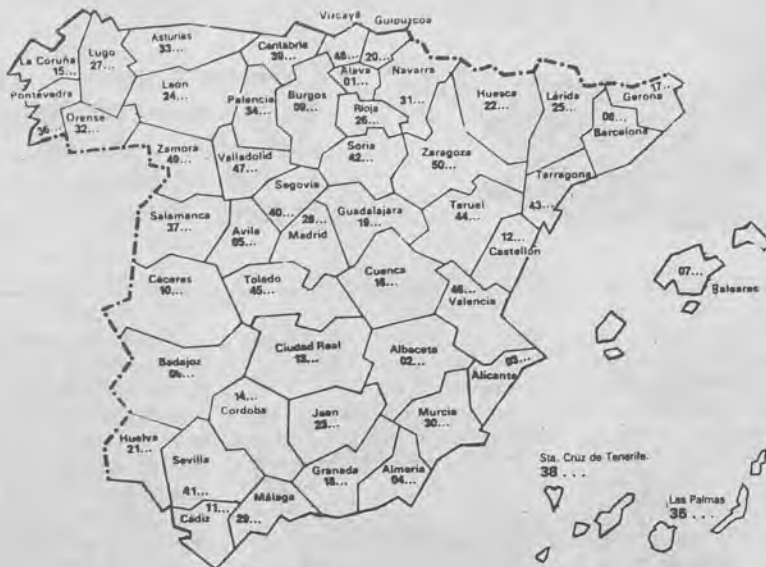 Vizcaya
Guipuzcoa
Asturias
33...
Cantabria
39...
48...
20...
La Coruña
15...
Lugo
27...
Alava
01...
Navarra
31...
Huesca
22...
Lérida
25...
Gerona
17...
08...
Barcelona
Pontevedra
36...
Orense
32...
León
24...
Palencia
34...
Burgos
09...
Rioja
26...
Zamora
49...
Valladolid
47...
Soria
42...
Zaragoza
50...
Tarragona
43...
Segovia
40...
28...
Madrid
Guadalajara
19...
Teruel
44...
Salamanca
37...
Avila
05...
12...
Castellón
Cáceres
10...
Toledo
45...
Cuenca
16...
46...
Valencia
07...
Baleares
Badajoz
06...
Ciudad Real
13...
Albacete
02...
03...
Alicante
14...
Cordoba
Jaen
23...
Murcia
30...
Huelva
21...
Sevilla
41...
Granada
18...
Almería
04...
11...
Cádiz
Málaga
29...
Sta. Cruz de Tenerife.
38...
Las Palmas
35...